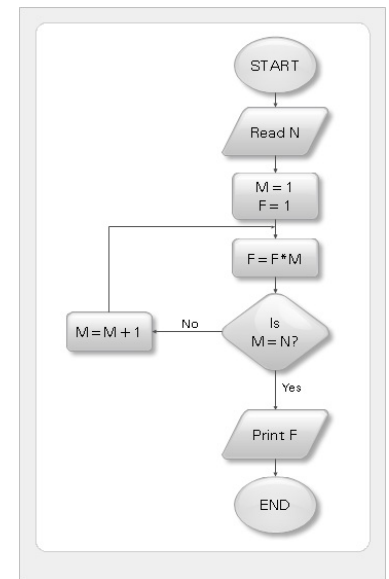 START
Read N
M = 1
F = 1
F = F*M
Is
M = N?
No
M = M + 1
Yes
Print F
END